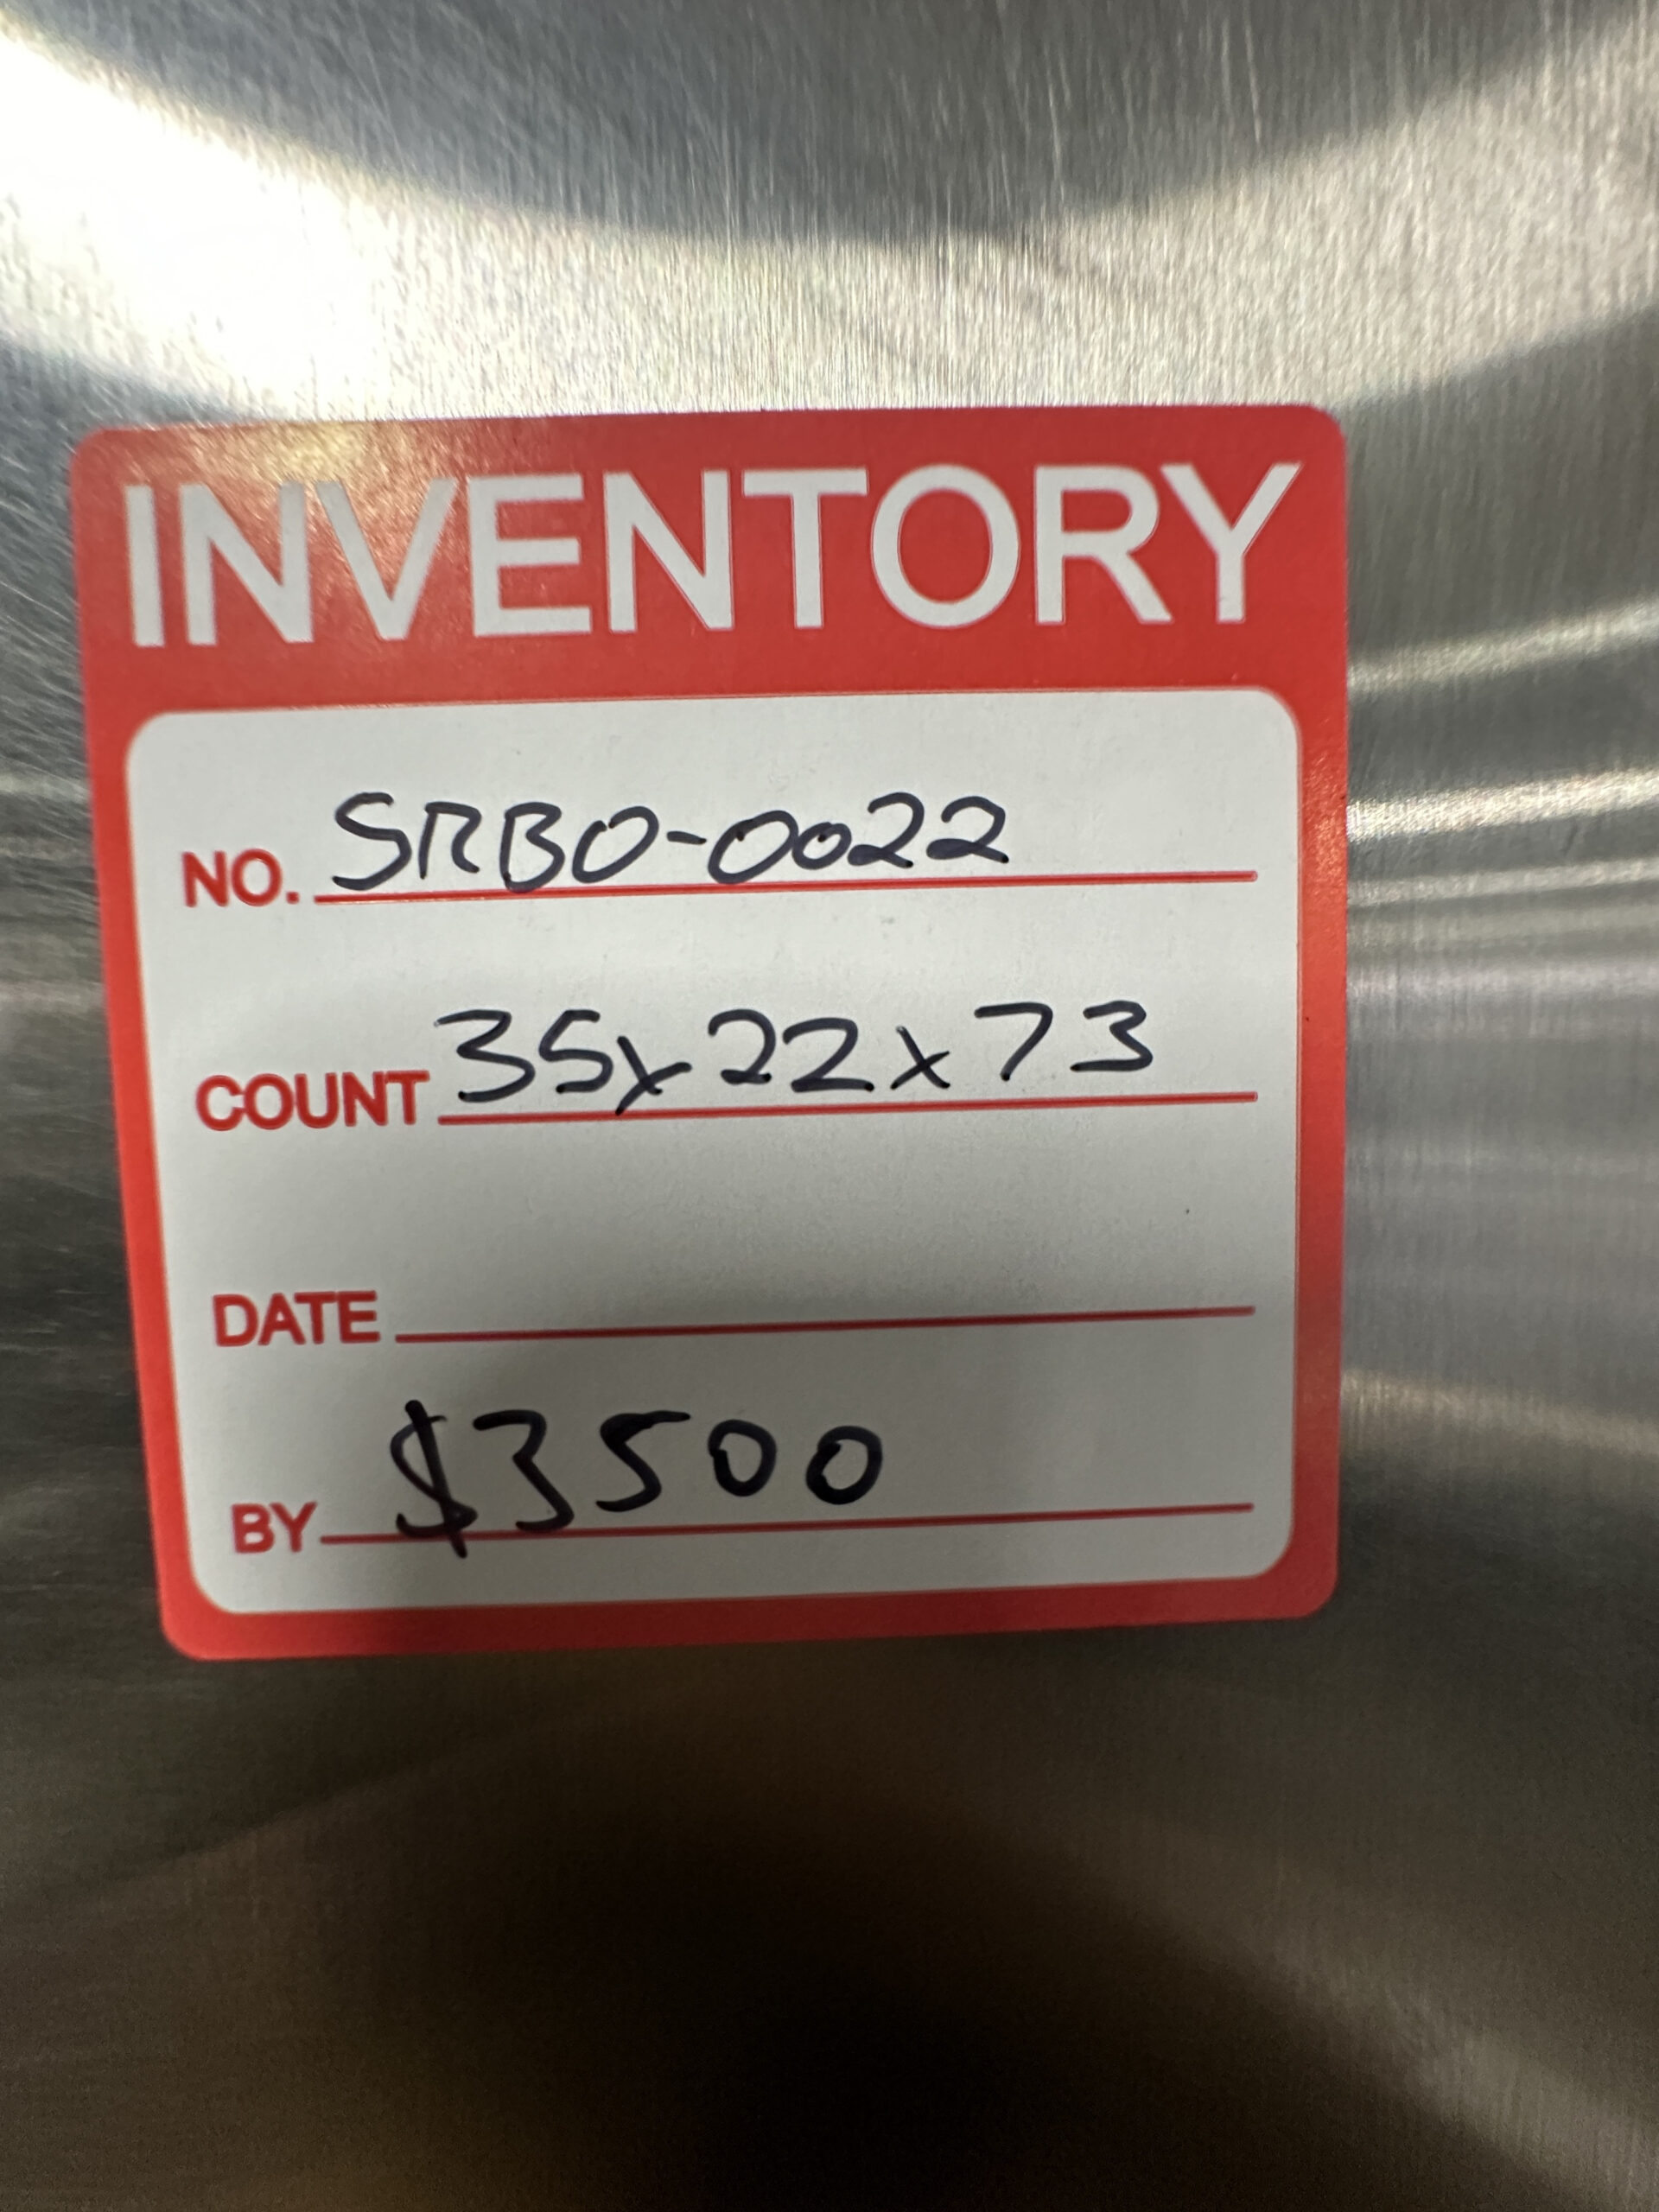 INVENTORY
NO. SRBO-0022
COUNT 35x22x73
DATE
BY $3500